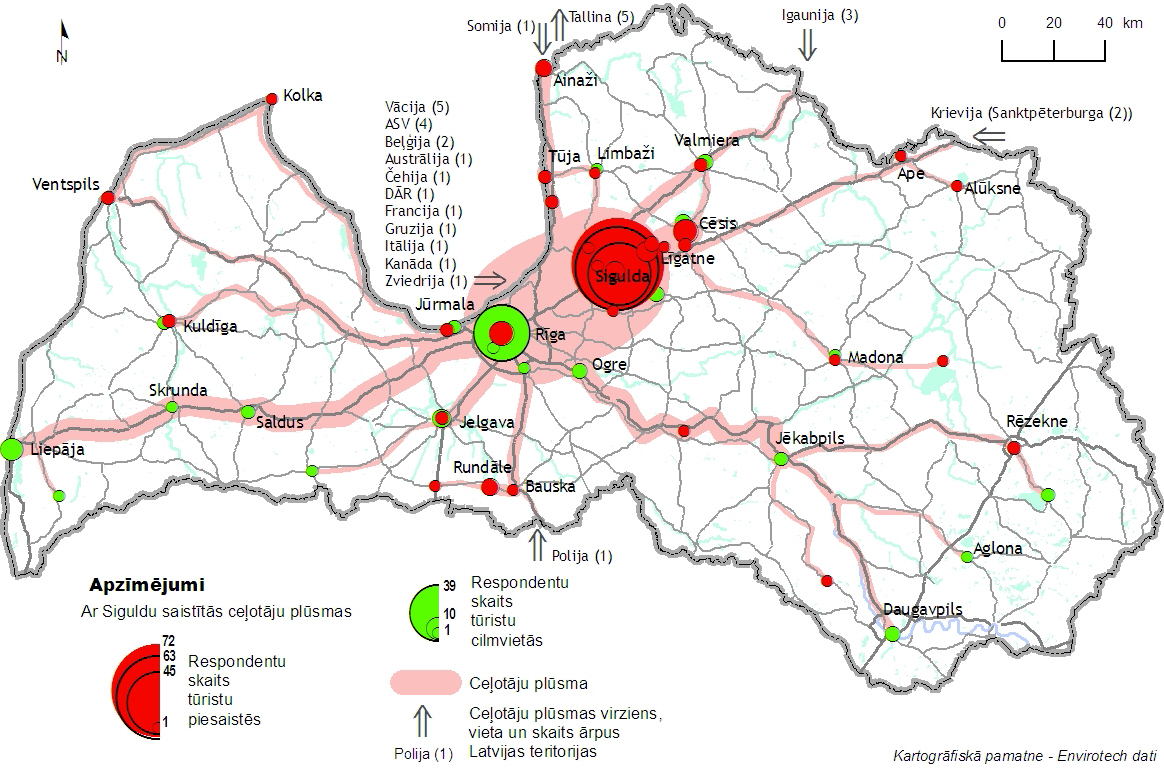 Somija (1)
Tallina (5)
Igaunija (3)
0 20 40 km
N
Ainaži
Kolka
Vācija (5)
ASV (4)
Beļģija (2)
Austrālija (1)
Čehija (1)
DĀR (1)
Francija (1)
Gruzija (1)
Itālija (1)
Kanāda (1)
Zviedrija (1)
Krievija (Sanktpēterburga (2))
Valmiera
Tūja
Limbaži
Ape
Alūksne
Ventspils
Cēsis
Līgatne
Sigulda
Jūrmala
Rīga
Kuldīga
Ogre
Madona
Skrunda
Saldus
Jelgava
Liepāja
Jēkabpils
Rēzekne
Rundāle
Bauska
Polija (1)
Aglona
Daugavpils
Apzīmējumi
Ar Siguldu saistītās ceļotāju plūsmas
72
63
45
1
Respondentu
skaits
tūristu
piesaistēs
39
10
1
Respondentu
skaits
tūristu
cilmvietās
Ceļotāju plūsma
Polija (1)
Ceļotāju plūsmas virziens,
vieta un skaits ārpus
Latvijas teritorijas
Kartogrāfiskā pamatne - Envirotech dati